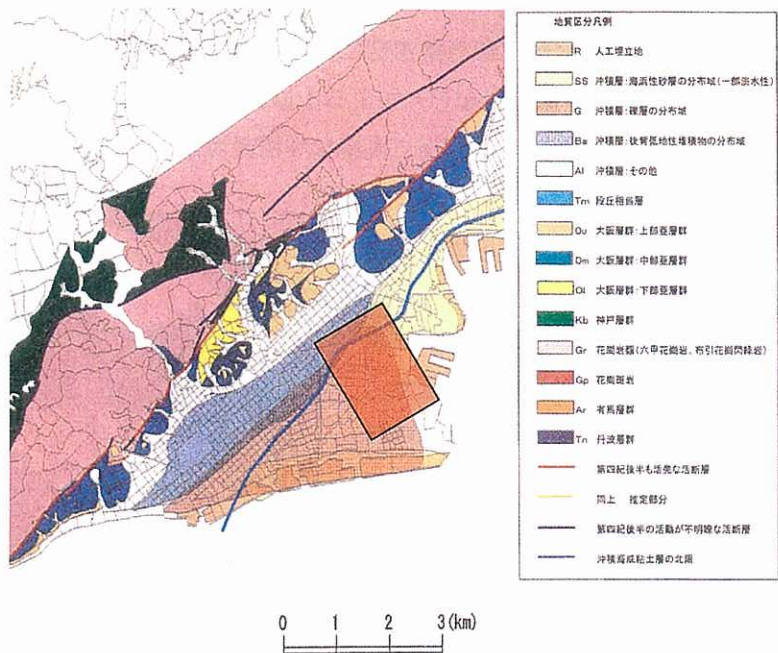 地質区分凡例
R 人工埋立地
SS 沖積層:海浜性砂層の分布域(一部淡水性)
G 沖積層:礫層の分布域
Ba 沖積層:後背低地性堆積物の分布域
Al 沖積層:その他
Tm 段丘相当層
Ou 大阪層群:上部亜層群
Om 大阪層群:中部亜層群
Ol 大阪層群:下部亜層群
Kb 神戸層群
Gr 花崗岩類(六甲花崗岩、布引花崗閃緑岩)
Gp 花崗斑岩
Ar 有馬層群
Tn 丹波層群
第四紀後半も活発な活断層
同上 推定部分
第四紀後半の活動が不明瞭な活断層
沖積海成粘土層の北限
0 1 2 3(km)